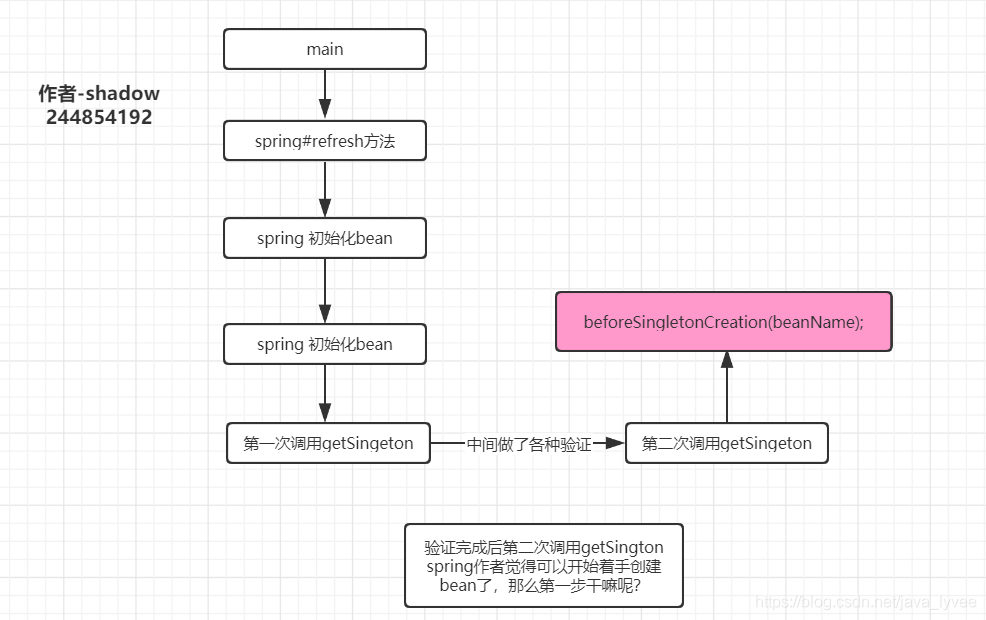 main
作者-shadow
244854192
spring#refresh方法
spring 初始化bean
spring 初始化bean
beforeSingletonCreation(beanName);
第一次调用getSingeton
中间做了各种验证
第二次调用getSingeton
验证完成后第二次调用getSington
spring作者觉得可以开始着手创建
bean了，那么第一步干嘛呢?
https://blog.csdn.net/java_lyvee